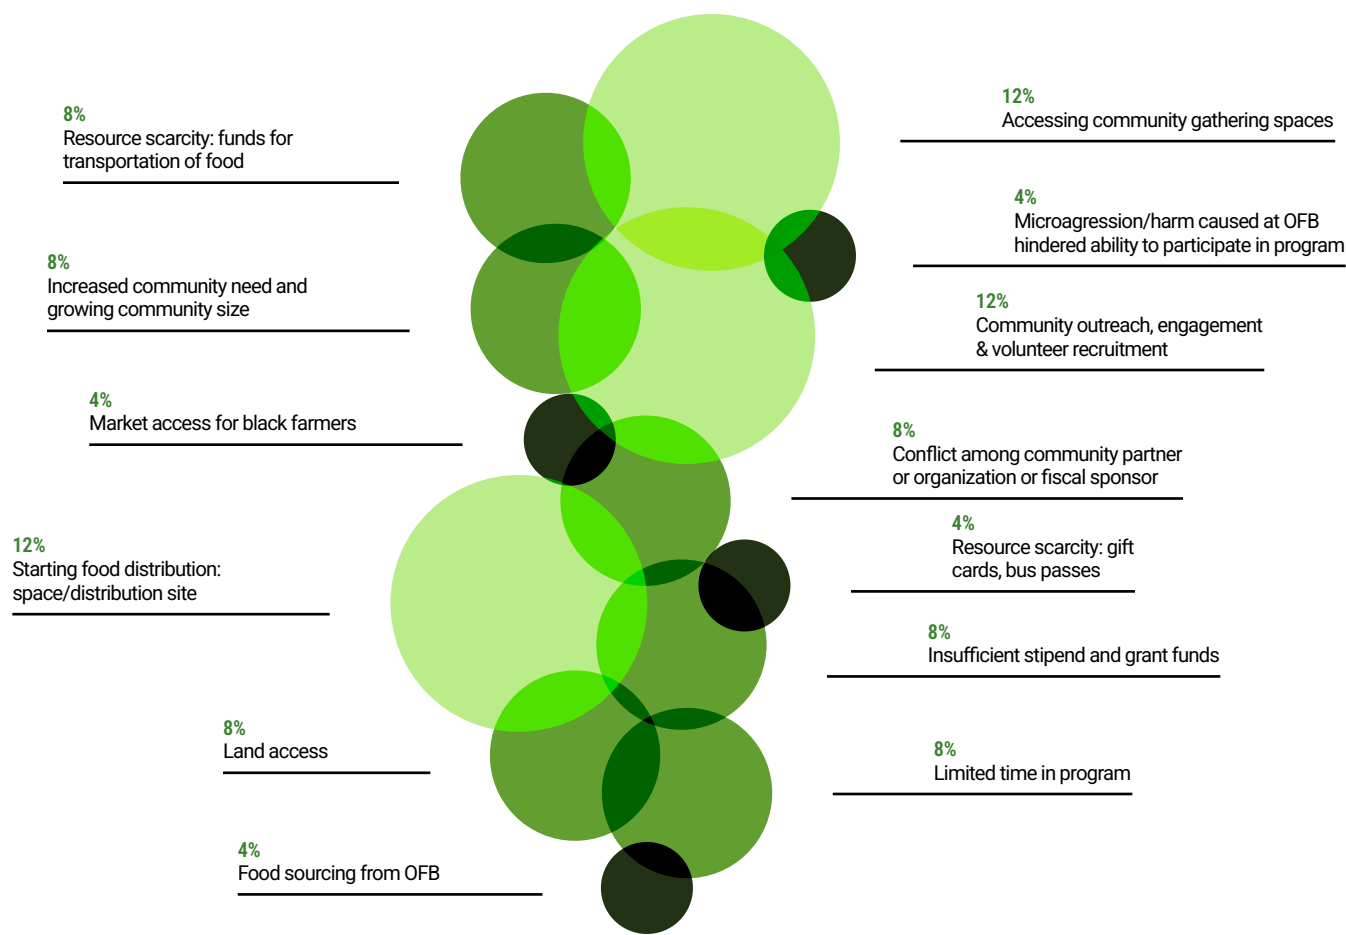 8%
Resource scarcity: funds for
transportation of food
8%
Increased community need and
growing community size
4%
Market access for black farmers
12%
Starting food distribution:
space/distribution site
8%
Land access
4%
Food sourcing from OFB
12%
Accessing community gathering spaces
4%
Microagression/harm caused at OFB
hindered ability to participate in program
12%
Community outreach, engagement
& volunteer recruitment
8%
Conflict among community partner
or organization or fiscal sponsor
4%
Resource scarcity: gift
cards, bus passes
8%
Insufficient stipend and grant funds
8%
Limited time in program